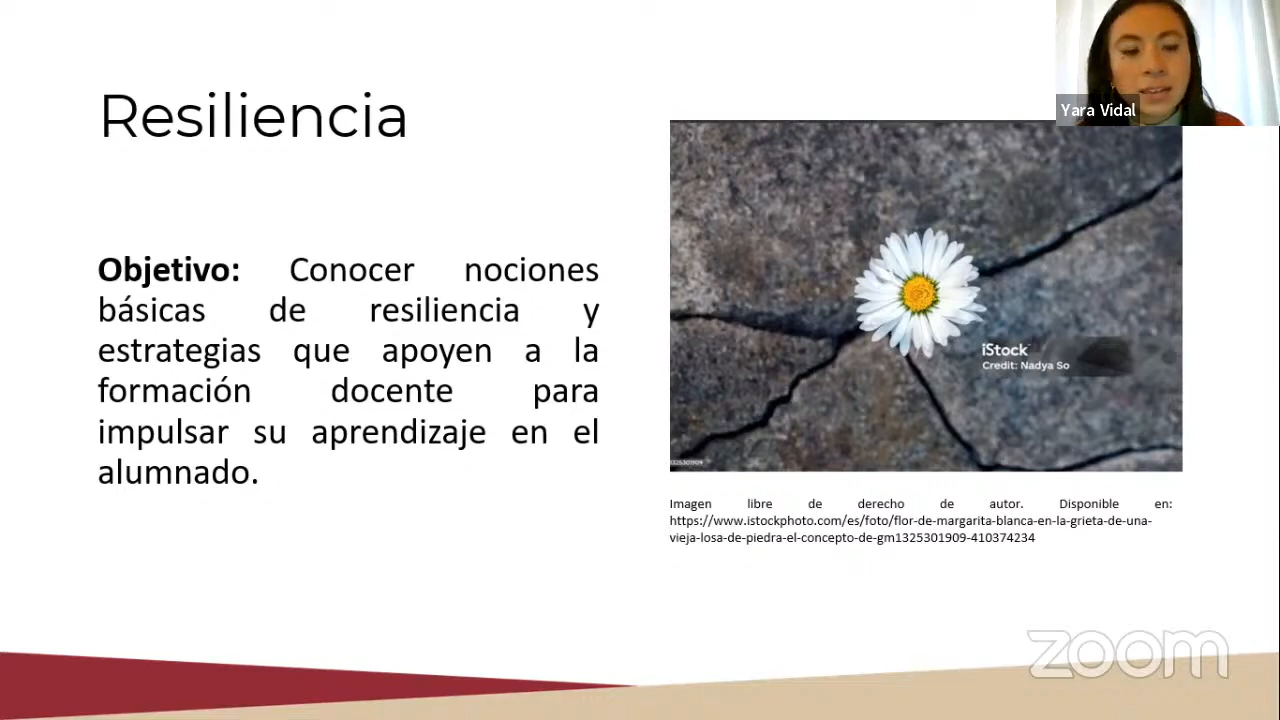 Resiliencia
Yara Vidal
Objetivo: Conocer nociones
básicas de resiliencia y
estrategias que apoyen a la
formación docente para
impulsar su aprendizaje en el
alumnado.
iStock
Credit: Nadya So
1325301909
Imagen libre de derecho de autor. Disponible en:
https://www.istockphoto.com/es/foto/flor-de-margarita-blanca-en-la-grieta-de-una-
vieja-losa-de-piedra-el-concepto-de-gm1325301909-410374234
zoom